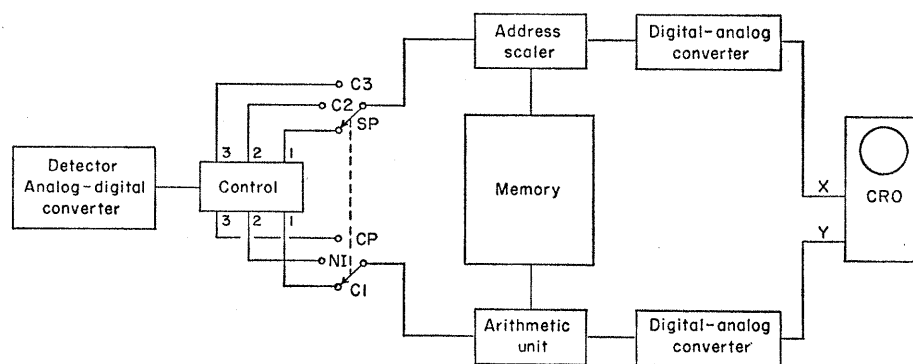 Address
scaler
Digital-analog
converter
C3
C2
SP
3 2 1
Detector
Analog-digital
converter
Control
Memory
X
CRO
3 2 1
CP
Y
NI
C1
Arithmetic
unit
Digital-analog
converter